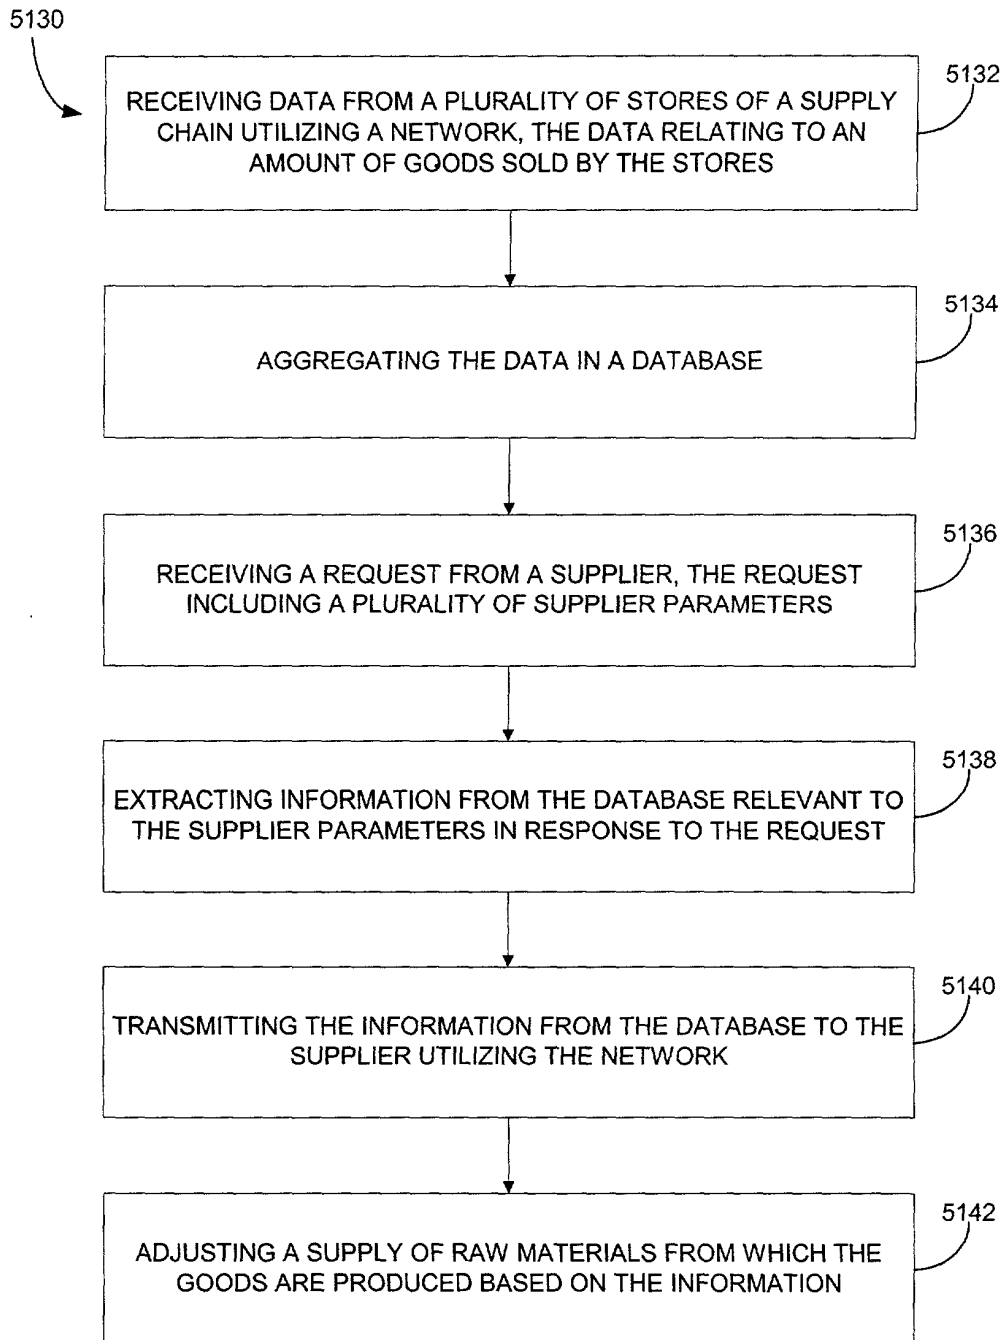 5130
5132
RECEIVING DATA FROM A PLURALITY OF STORES OF A SUPPLY
CHAIN UTILIZING A NETWORK, THE DATA RELATING TO AN
AMOUNT OF GOODS SOLD BY THE STORES
5134
AGGREGATING THE DATA IN A DATABASE
5136
RECEIVING A REQUEST FROM A SUPPLIER, THE REQUEST
INCLUDING A PLURALITY OF SUPPLIER PARAMETERS
5138
EXTRACTING INFORMATION FROM THE DATABASE RELEVANT TO
THE SUPPLIER PARAMETERS IN RESPONSE TO THE REQUEST
5140
TRANSMITTING THE INFORMATION FROM THE DATABASE TO THE
SUPPLIER UTILIZING THE NETWORK
5142
ADJUSTING A SUPPLY OF RAW MATERIALS FROM WHICH THE
GOODS ARE PRODUCED BASED ON THE INFORMATION